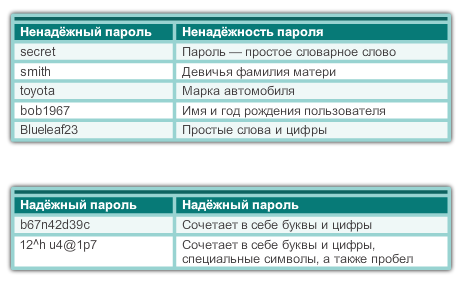 Ненадёжный пароль Ненадёжность пароля
secret Пароль — простое словарное слово
smith Девичья фамилия матери
toyota Марка автомобиля
bob1967 Имя и год рождения пользователя
Blueleaf23 Простые слова и цифры
Надёжный пароль Надёжный пароль
b67n42d39c Сочетает в себе буквы и цифры
12^h u4@1p7 Сочетает в себе буквы и цифры,
специальные символы, а также пробел